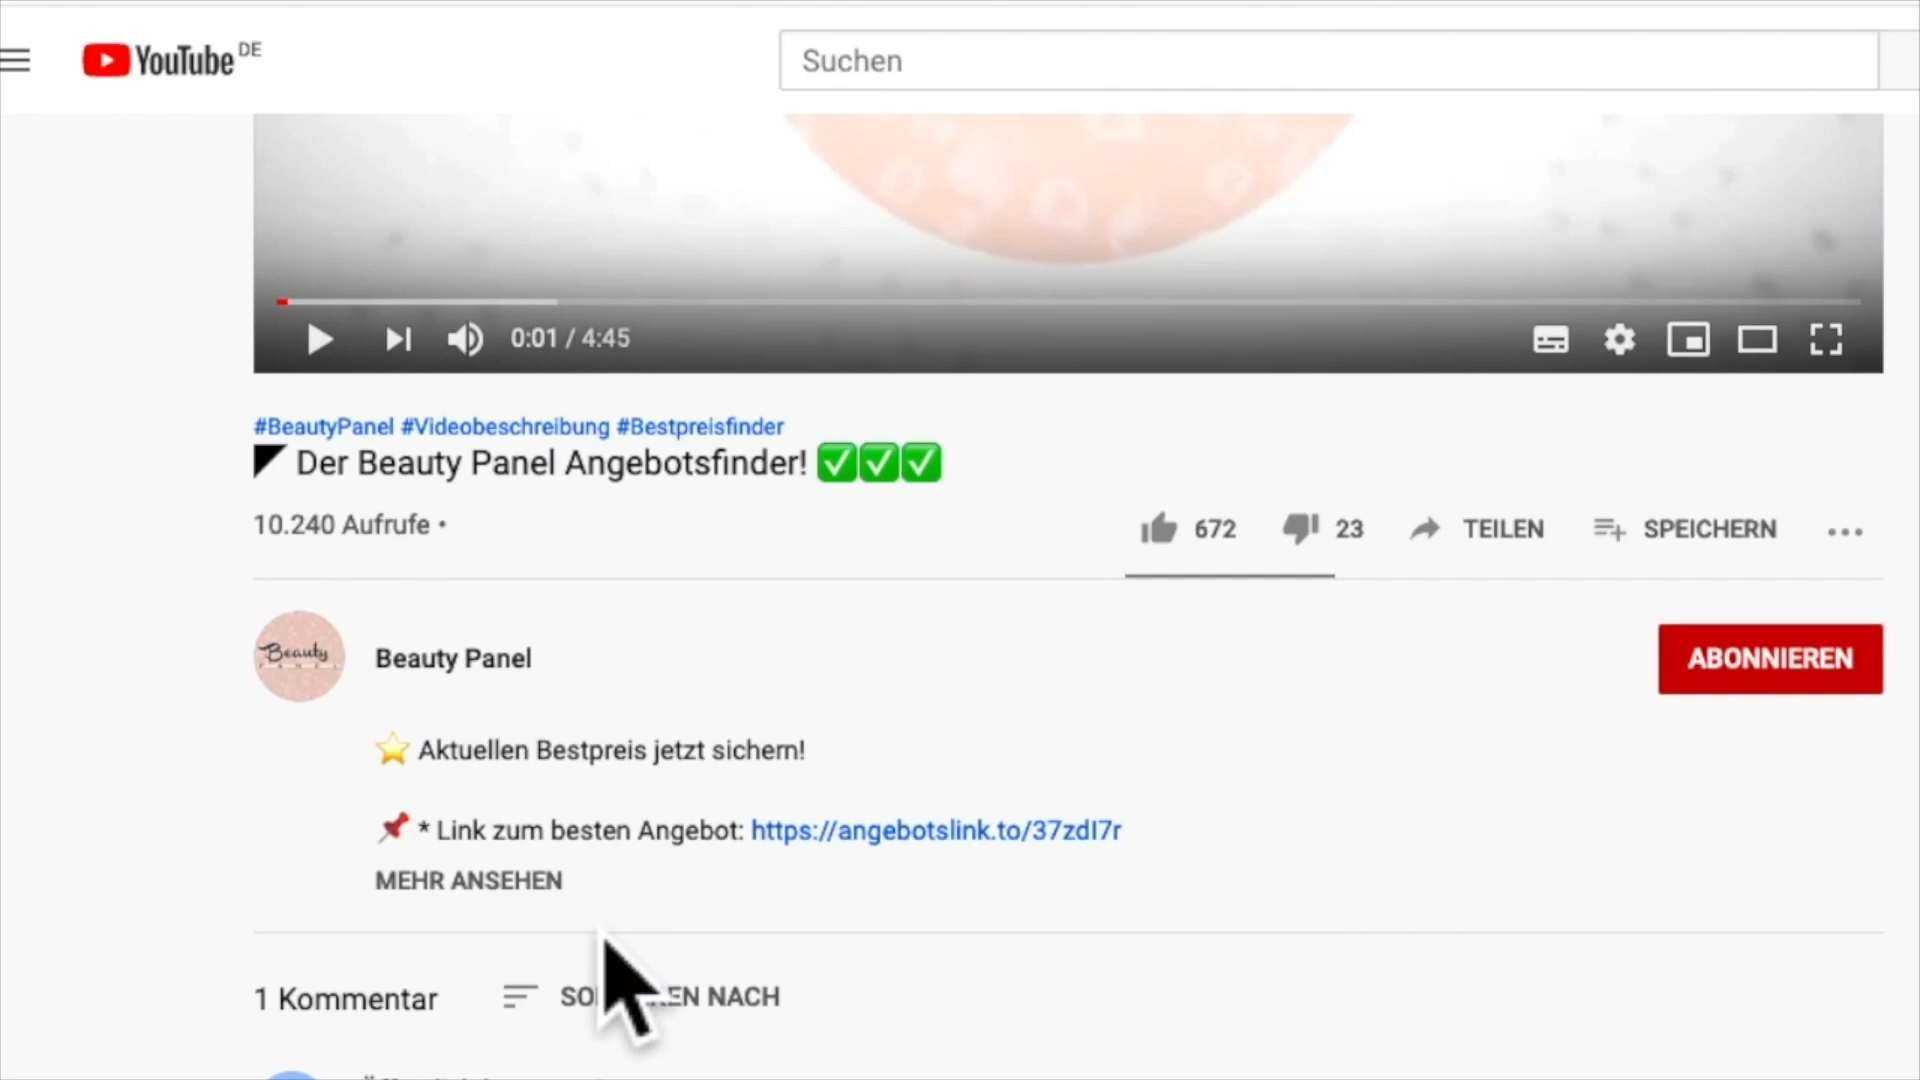 YouTube DE
Suchen
0:01 / 4:45
#BeautyPanel #Videobeschreibung #Bestpreisfinder
Der Beauty Panel Angebotsfinder!
10.240 Aufrufe •
672
23
TEILEN
SPEICHERN
Beauty
Beauty Panel
ABONNIEREN
Aktuellen Bestpreis jetzt sichern!
* Link zum besten Angebot: https://angebotslink.to/37zdI7r
MEHR ANSEHEN
1 Kommentar
NACH